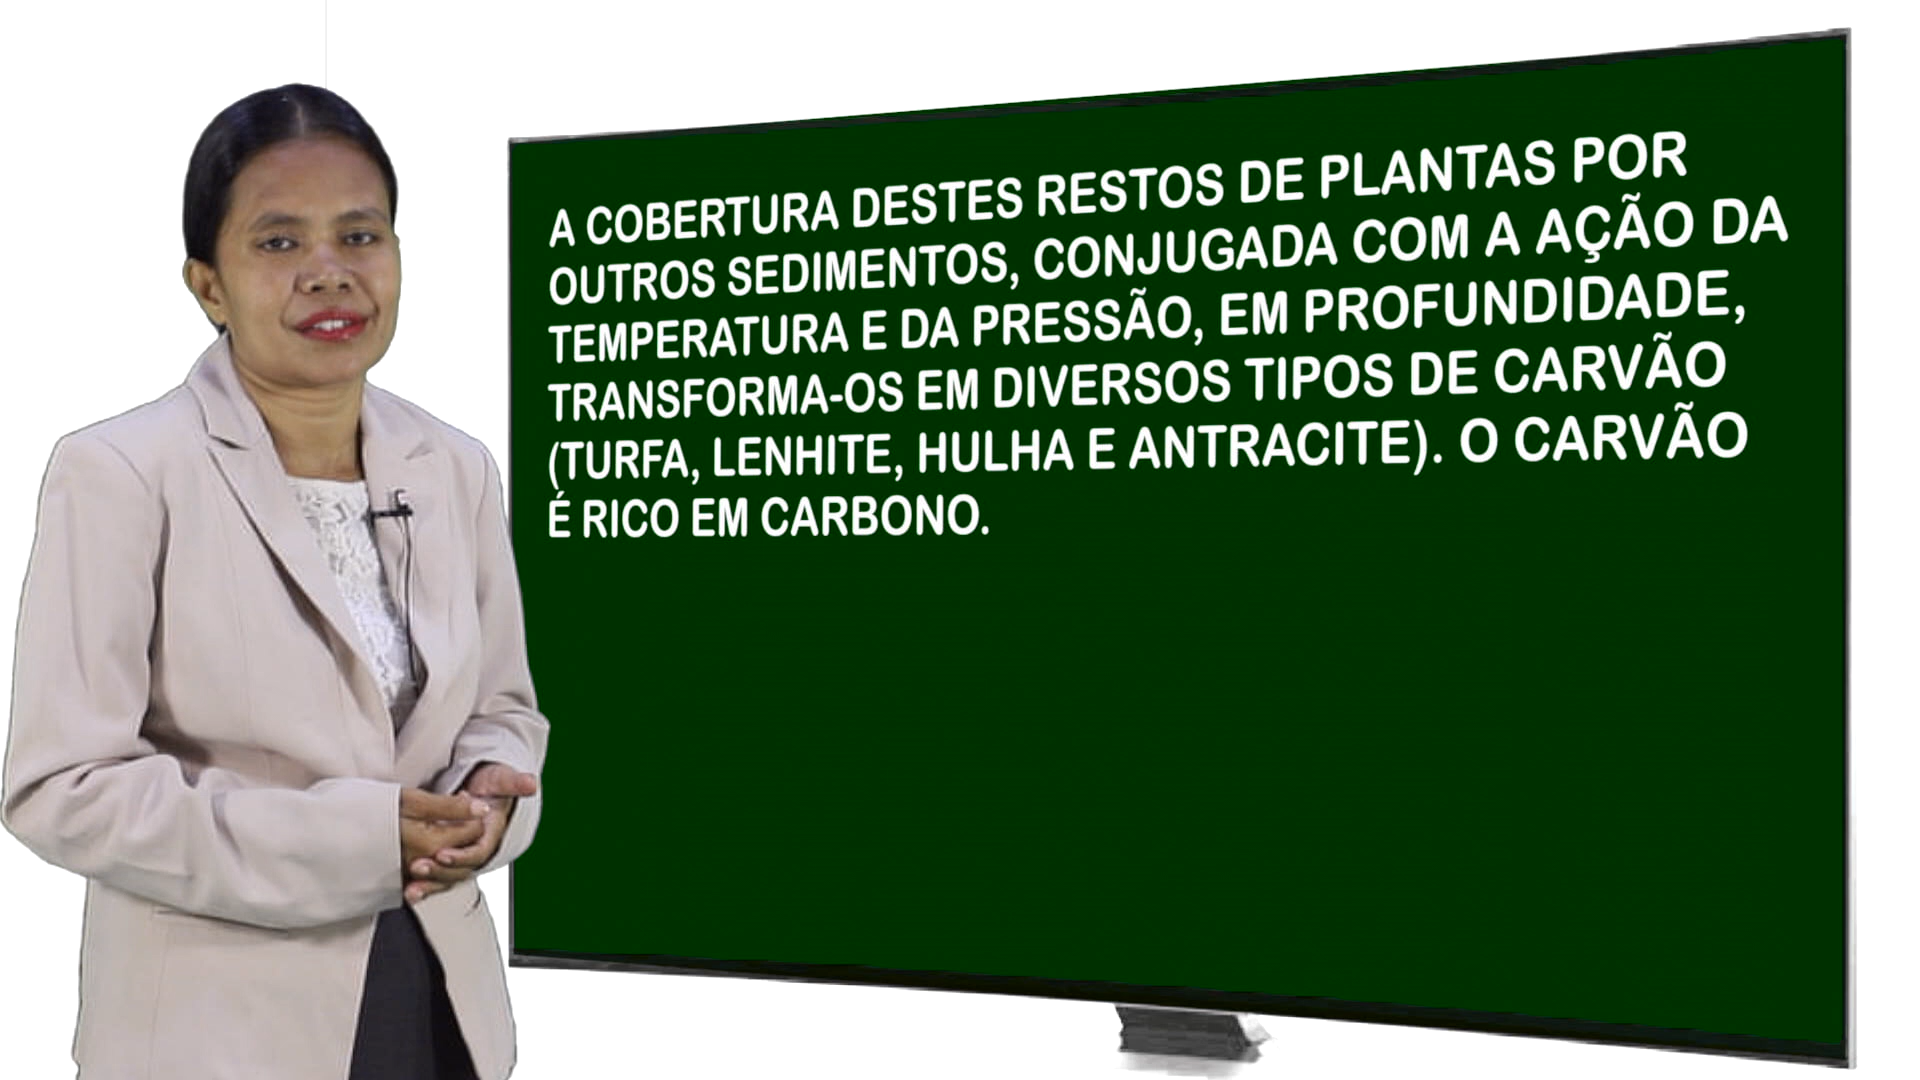 A COBERTURA DESTES RESTOS DE PLANTAS POR
OUTROS SEDIMENTOS, CONJUGADA COM A AÇÃO DA
TEMPERATURA E DA PRESSÃO, EM PROFUNDIDADE,
TRANSFORMA-OS EM DIVERSOS TIPOS DE CARVÃO
(TURFA, LENHITE, HULHA E ANTRACITE). O CARVÃO
É RICO EM CARBONO.